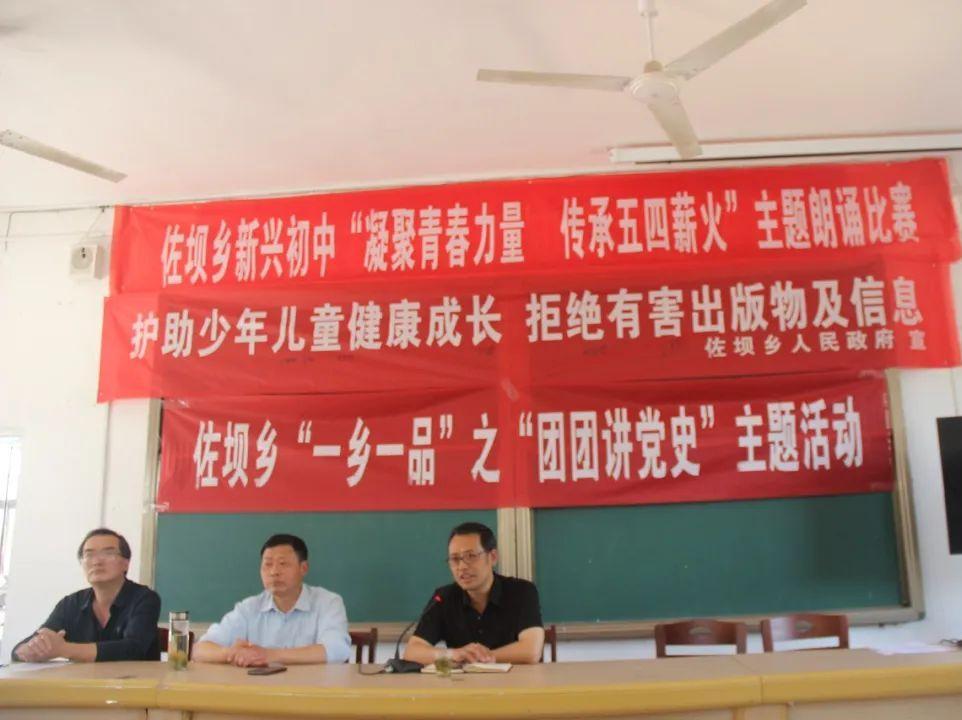 佐坝乡新兴初中“凝聚青春力量 传承五四薪火”主题朗诵比赛
护助少年儿童健康成长 拒绝有害出版物及信息
佐坝乡人民政府 宣
佐坝乡“一乡一品”之“团团讲党史”主题活动